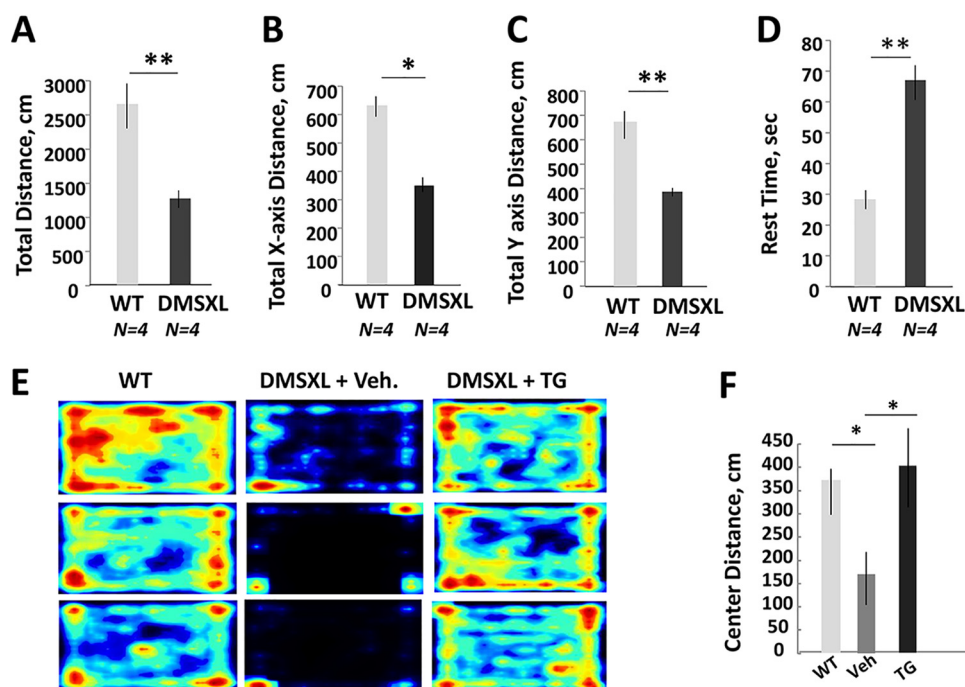 A
**
Total Distance, cm
3000
2500
2000
1500
1000
500
0
WT DMSXL
N=4 N=4
B
*
Total X-axis Distance, cm
700
600
500
400
300
200
100
0
WT DMSXL
N=4 N=4
C
**
Total Y axis Distance, cm
800
700
600
500
400
300
200
100
0
WT DMSXL
N=4 N=4
D
**
Rest Time, sec
80
70
60
50
40
30
20
10
0
WT DMSXL
N=4 N=4
E
WT DMSXL + Veh. DMSXL + TG
F
*
*
Center Distance, cm
450
400
350
300
250
200
150
100
50
0
WT Veh TG